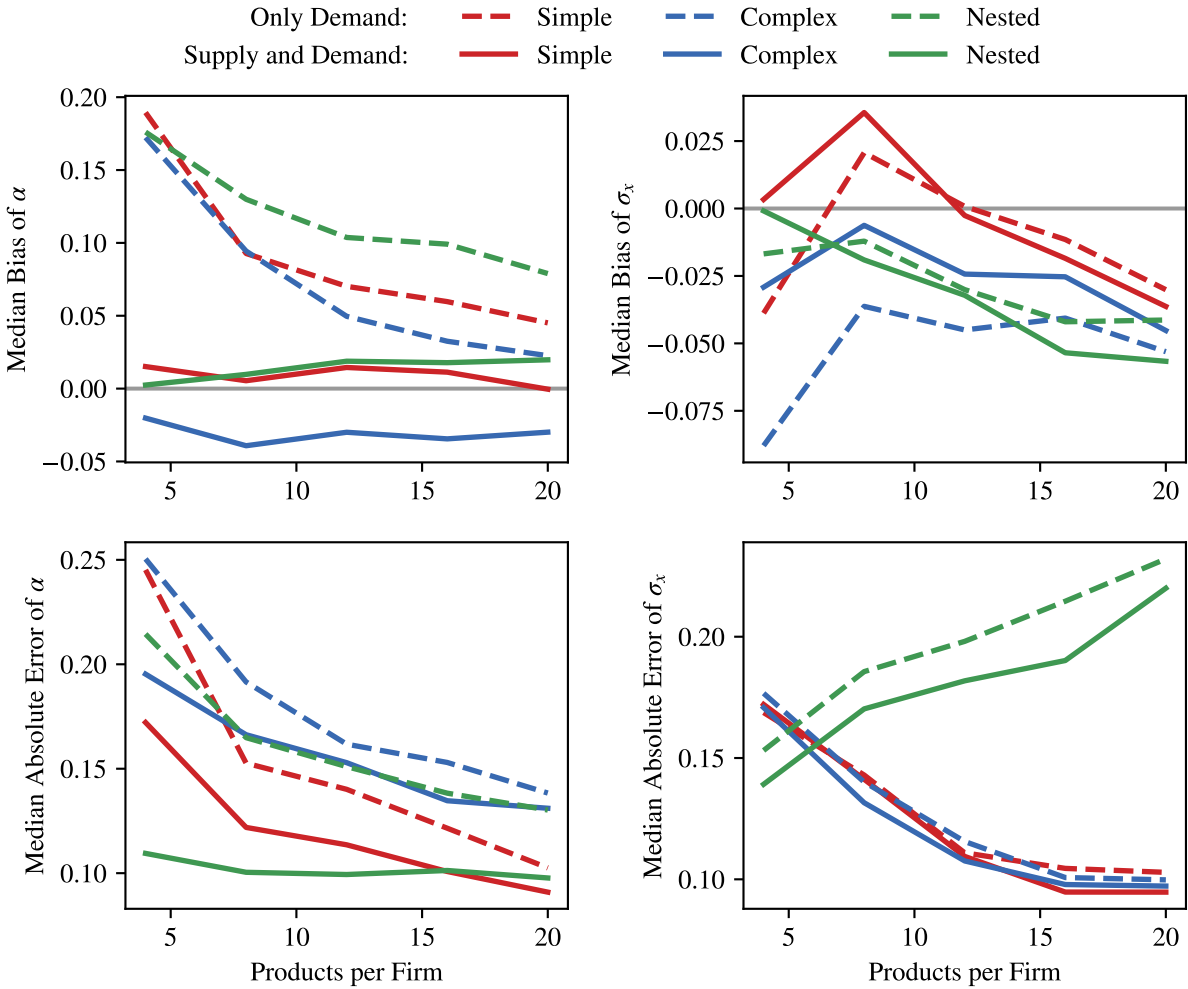 Only Demand: Simple Complex Nested
Supply and Demand: Simple Complex Nested
Median Bias of α
0.20
0.15
0.10
0.05
0.00
−0.05
5 10 15 20
Median Bias of σₓ
0.025
0.000
−0.025
−0.050
−0.075
5 10 15 20
Median Absolute Error of α
0.25
0.20
0.15
0.10
5 10 15 20
Products per Firm
Median Absolute Error of σₓ
0.20
0.15
0.10
5 10 15 20
Products per Firm